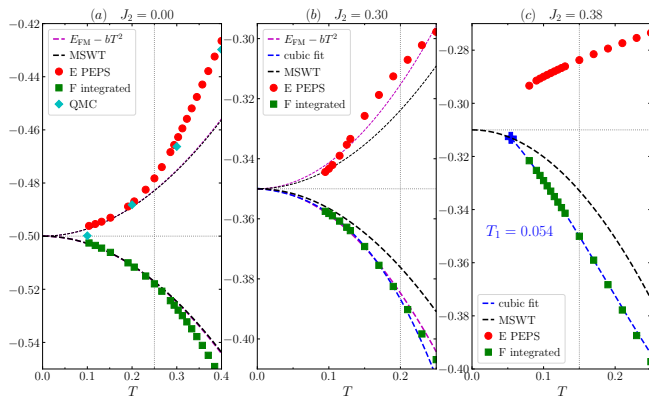 (a) J₂ = 0.00
E_FM − bT²
MSWT
E PEPS
F integrated
QMC
−0.42
−0.44
−0.46
−0.48
−0.50
−0.52
−0.54
0.0 0.1 0.2 0.3 0.4
T
(b) J₂ = 0.30
E_FM − bT²
cubic fit
MSWT
E PEPS
F integrated
−0.30
−0.32
−0.34
−0.36
−0.38
−0.40
0.0 0.1 0.2
T
(c) J₂ = 0.38
−0.28
−0.30
−0.32
−0.34
−0.36
−0.38
−0.40
T₁ = 0.054
cubic fit
MSWT
E PEPS
F integrated
0.0 0.1 0.2
T